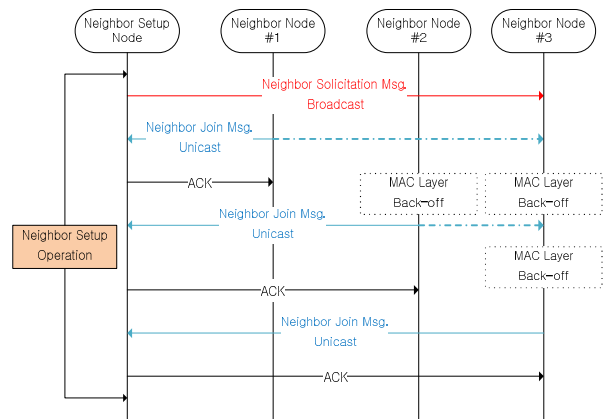 Neighbor Setup
Node
Neighbor Node
#1
Neighbor Node
#2
Neighbor Node
#3
Neighbor Solicitation Msg.
Broadcast
Neighbor Join Msg.
Unicast
ACK
MAC Layer
Back-off
MAC Layer
Back-off
Neighbor Join Msg.
Unicast
Neighbor Setup
Operation
MAC Layer
Back-off
ACK
Neighbor Join Msg.
Unicast
ACK